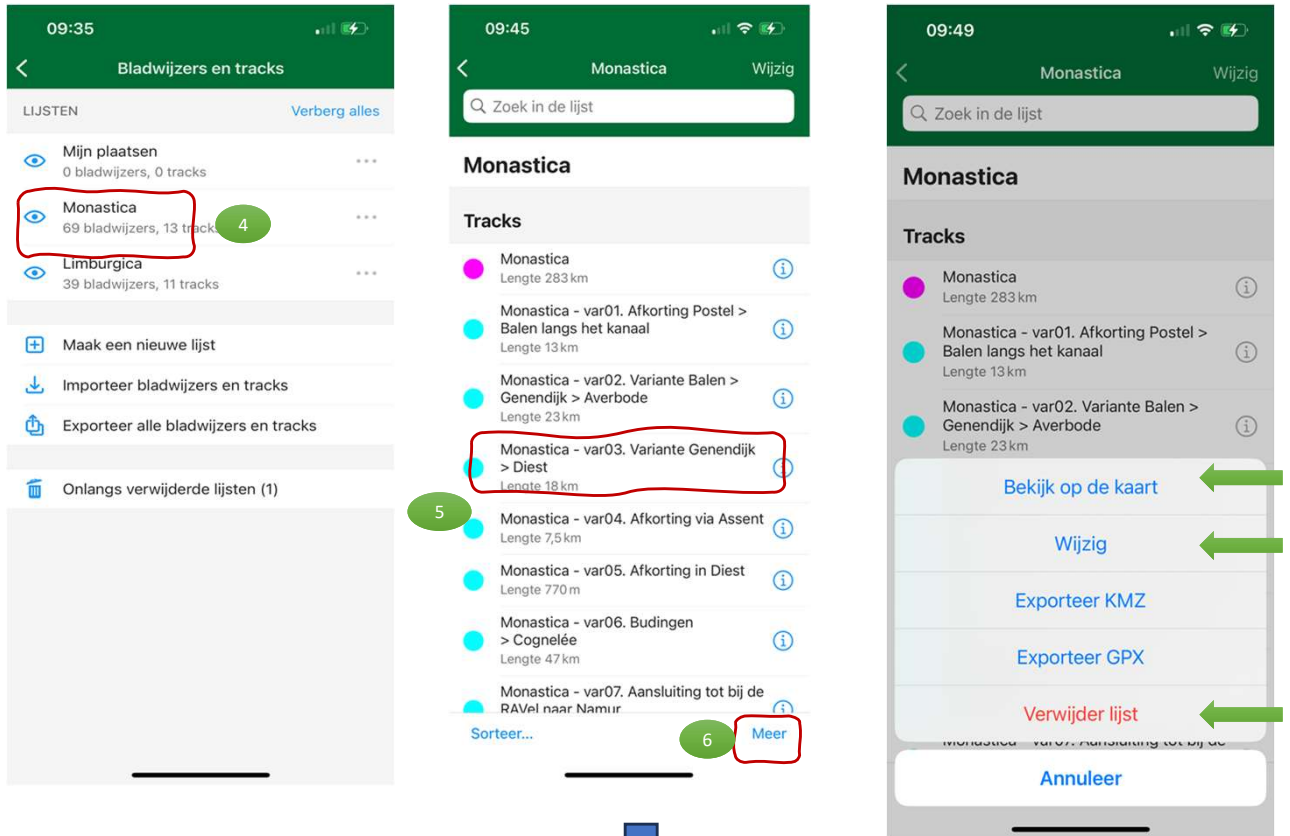 09:35
Bladwijzers en tracks
LIJSTEN
Verberg alles
Mijn plaatsen
0 bladwijzers, 0 tracks
Monastica
69 bladwijzers, 13 tracks
4
Limburgica
39 bladwijzers, 11 tracks
Maak een nieuwe lijst
Importeer bladwijzers en tracks
Exporteer alle bladwijzers en tracks
Onlangs verwijderde lijsten (1)
09:45
Monastica
Wijzig
Zoek in de lijst
Monastica
Tracks
Monastica
Lengte 283 km
Monastica - var01. Afkorting Postel >
Balen langs het kanaal
Lengte 13 km
Monastica - var02. Variante Balen >
Genendijk > Averbode
Lengte 23 km
Monastica - var03. Variante Genendijk
> Diest
Lengte 18 km
5
Monastica - var04. Afkorting via Assent
Lengte 7,5 km
Monastica - var05. Afkorting in Diest
Lengte 770 m
Monastica - var06. Budingen
> Cognelée
Lengte 47 km
Monastica - var07. Aansluiting tot bij de
RAVel naar Namur
Sorteer...
6
Meer
09:49
Monastica
Wijzig
Zoek in de lijst
Monastica
Tracks
Monastica
Lengte 283 km
Monastica - var01. Afkorting Postel >
Balen langs het kanaal
Lengte 13 km
Monastica - var02. Variante Balen >
Genendijk > Averbode
Lengte 23 km
Bekijk op de kaart
Wijzig
Exporteer KMZ
Exporteer GPX
Verwijder lijst
Monastica - var07. Aansluiting tot bij de
Annuleer